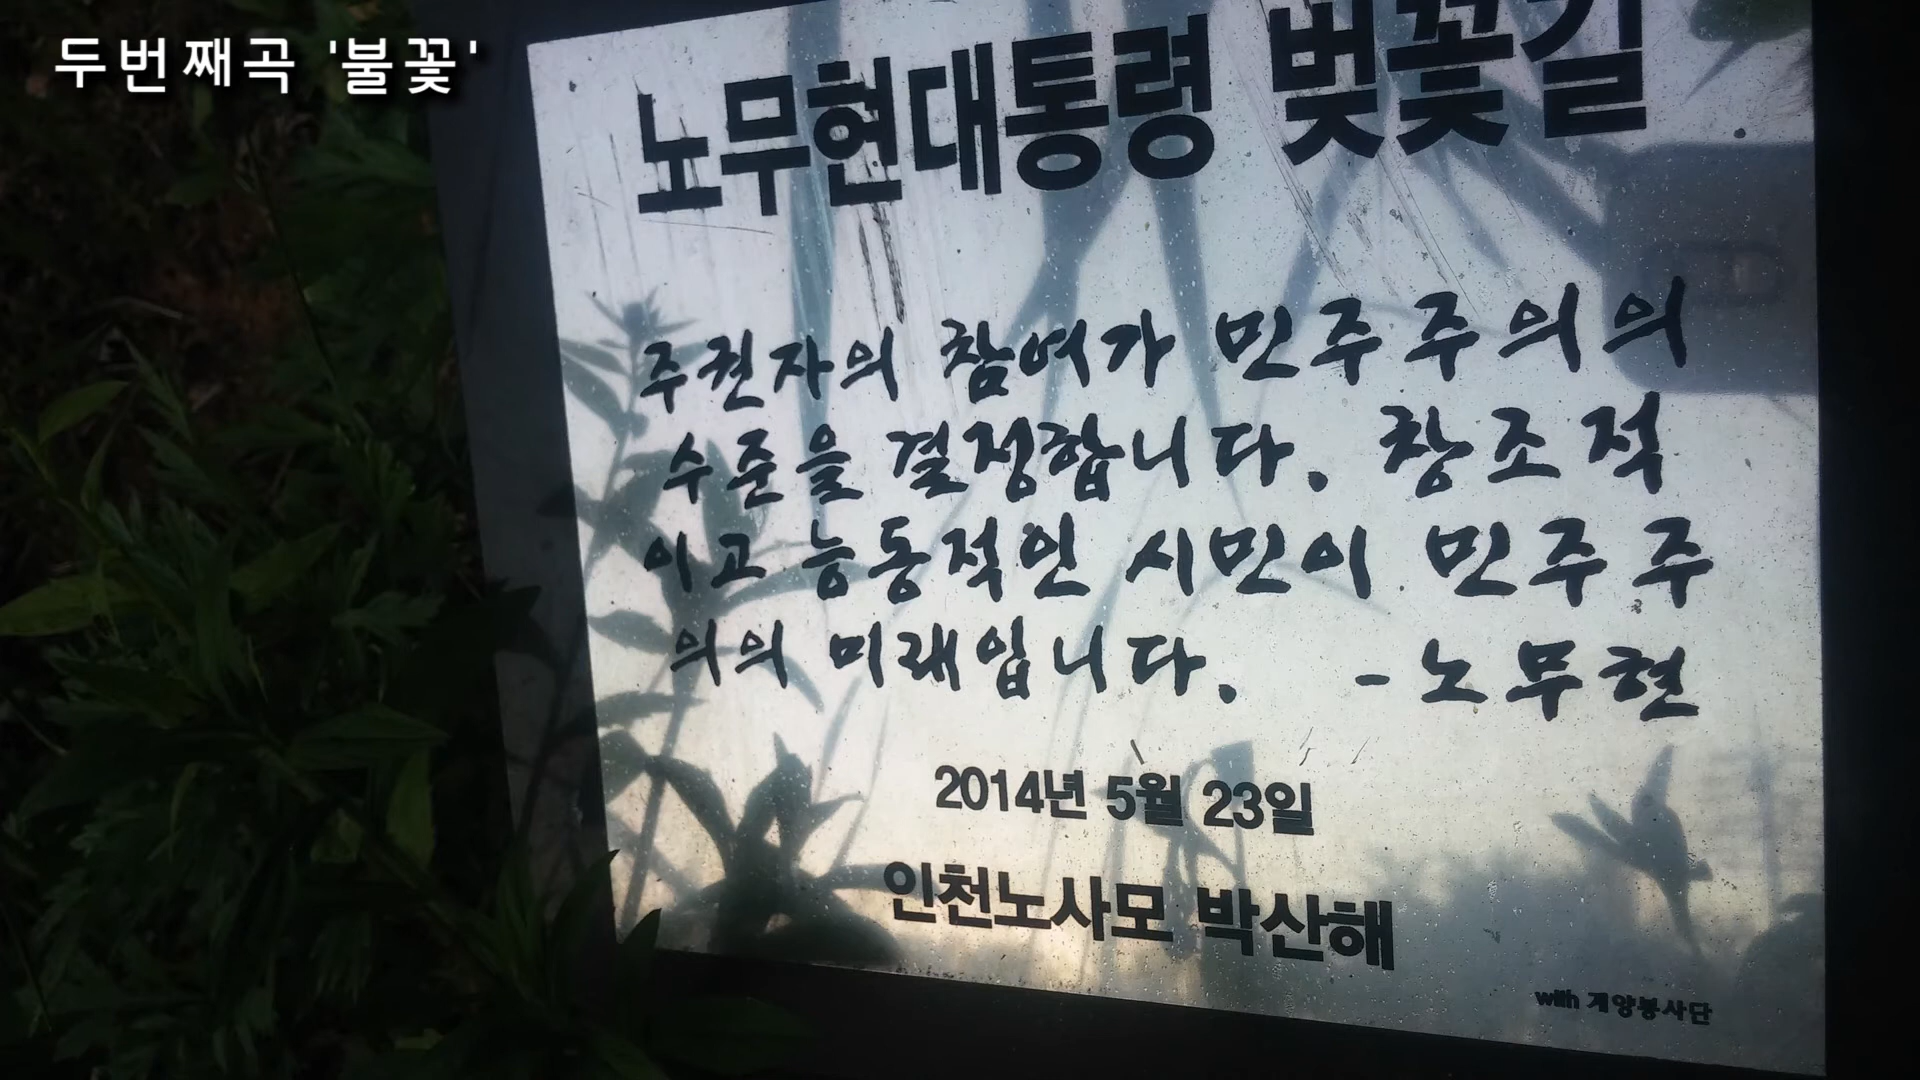 두번째곡 '불꽃'
노무현대통령 벚꽃길
주권자의 참여가 민주주의의
수준을 결정합니다. 창조적
이고 능동적인 시민이 민주주
의의 미래입니다. -노무현
2014년 5월 23일
인천노사모 박산해
with 계양봉사단